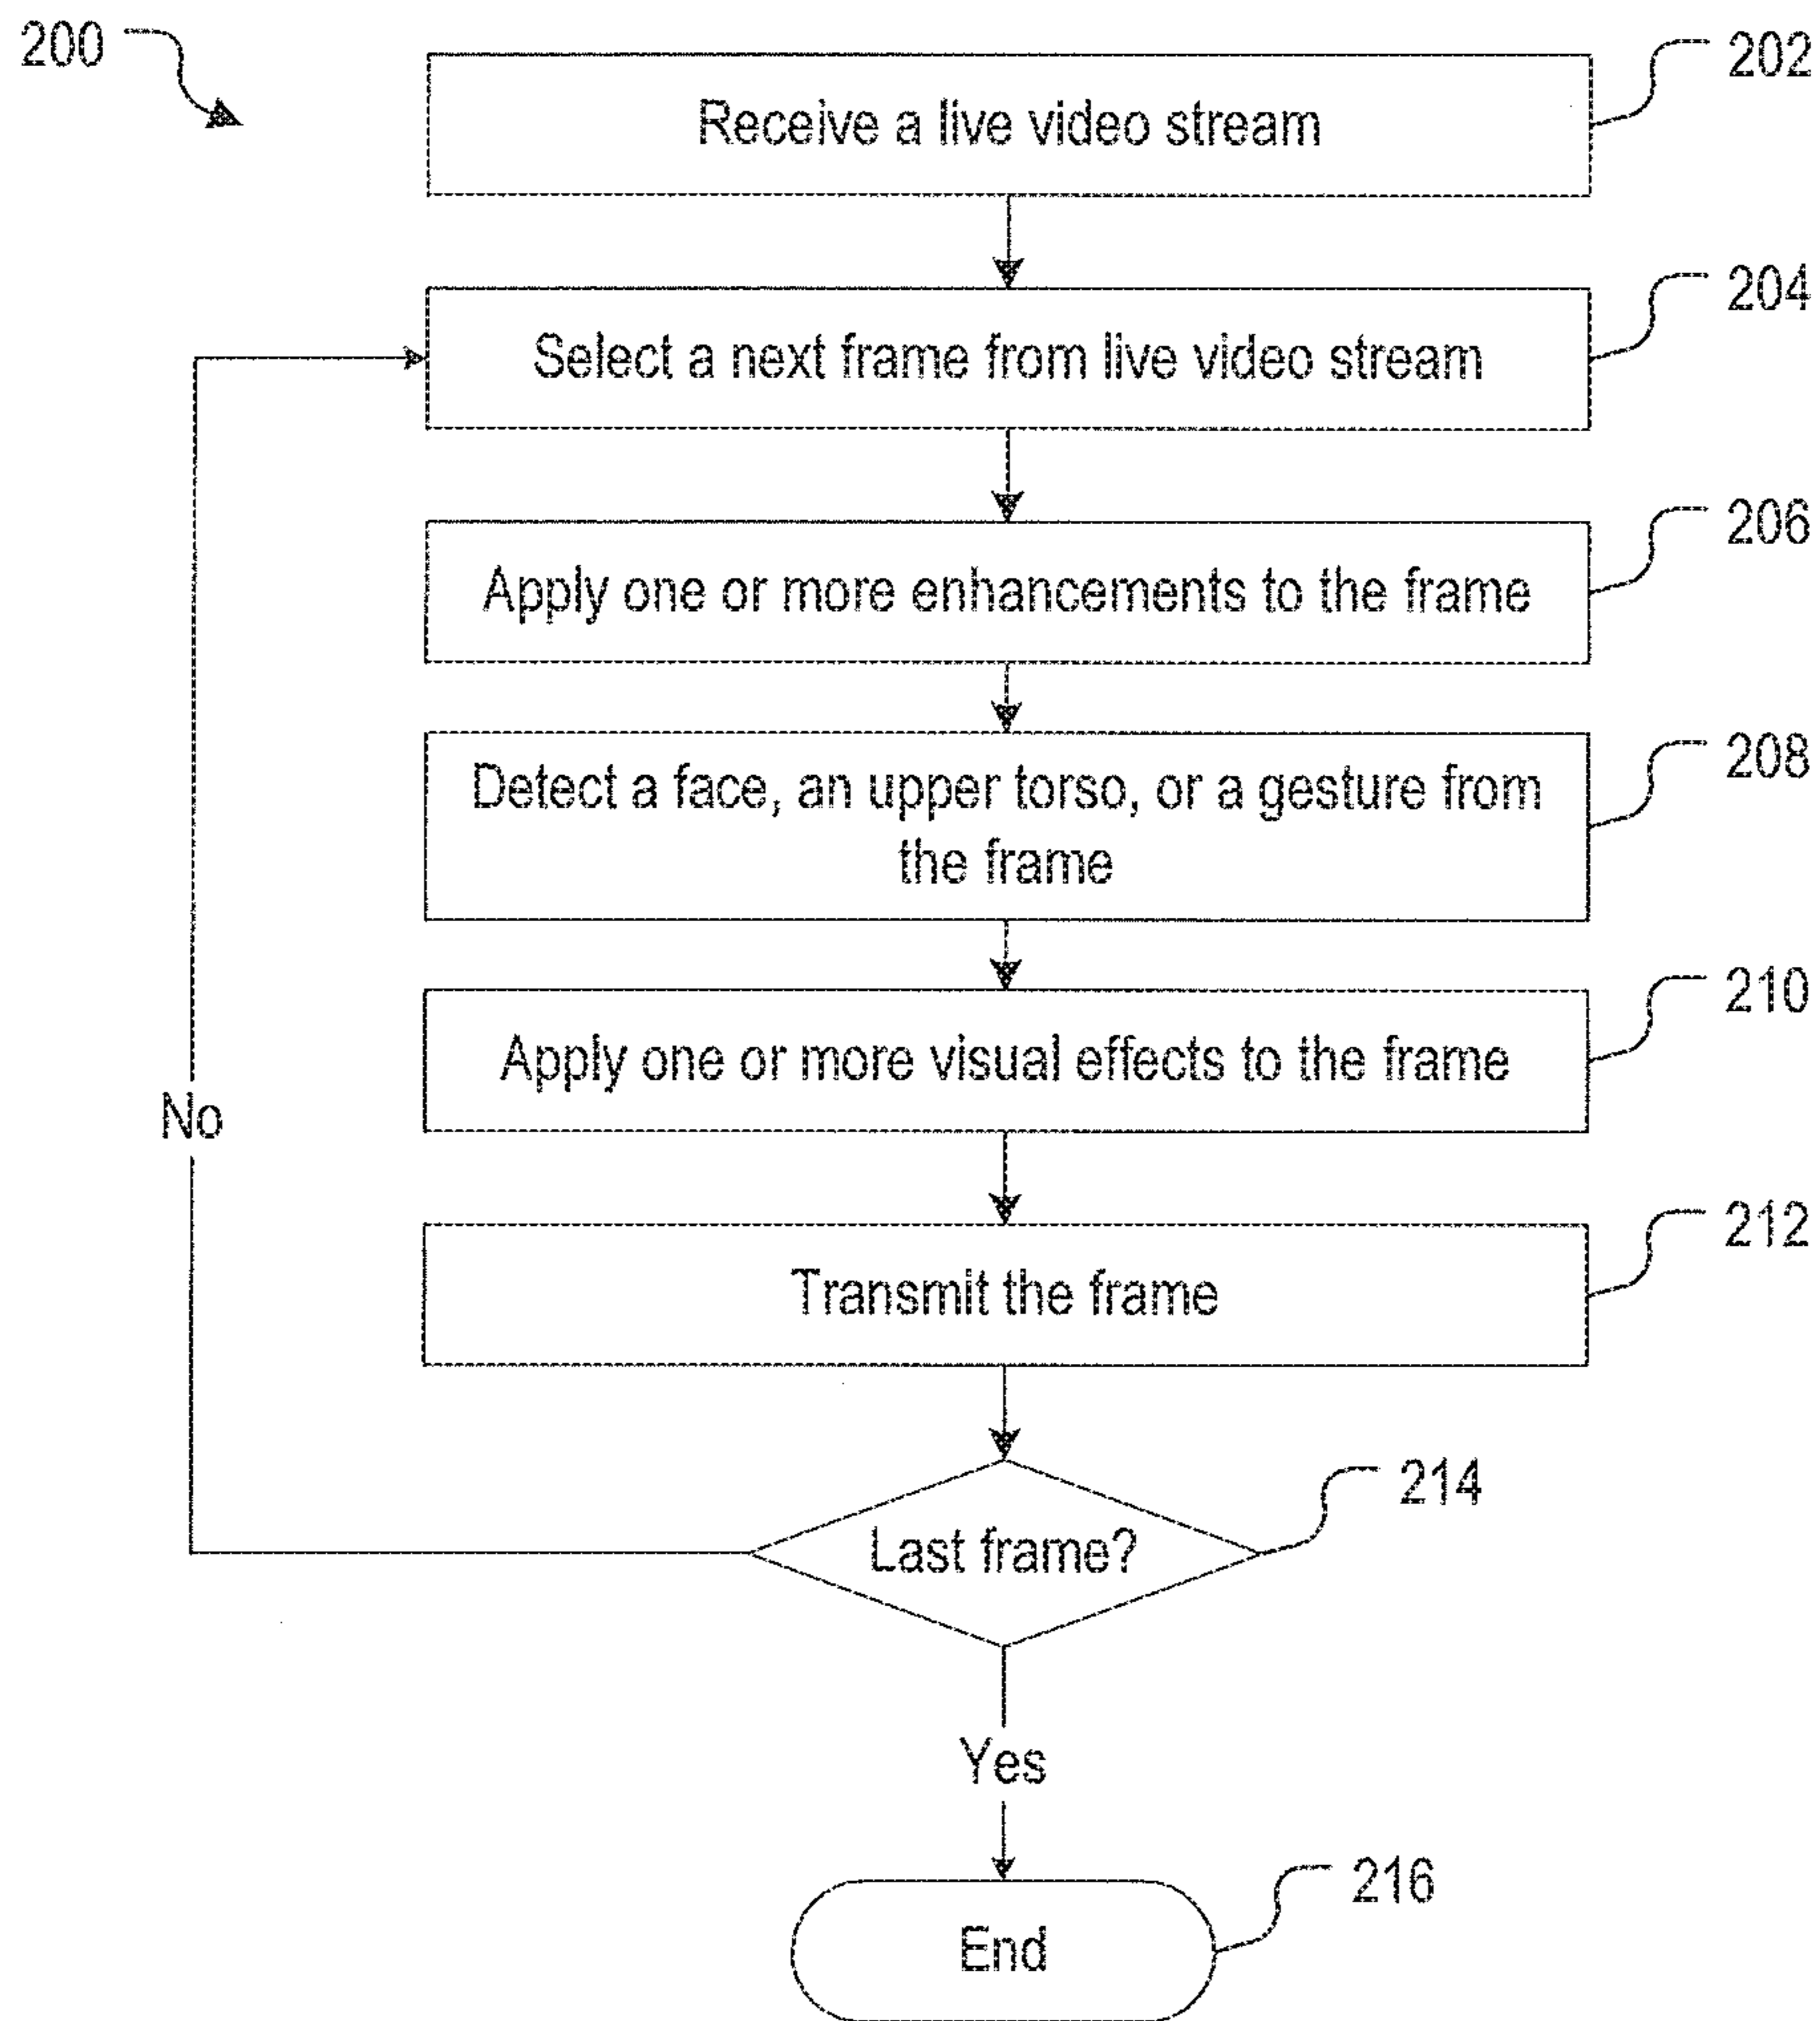 200
202
Receive a live video stream
204
Select a next frame from live video stream
206
Apply one or more enhancements to the frame
208
Detect a face, an upper torso, or a gesture from
the frame
210
Apply one or more visual effects to the frame
No
212
Transmit the frame
214
Last frame?
Yes
216
End